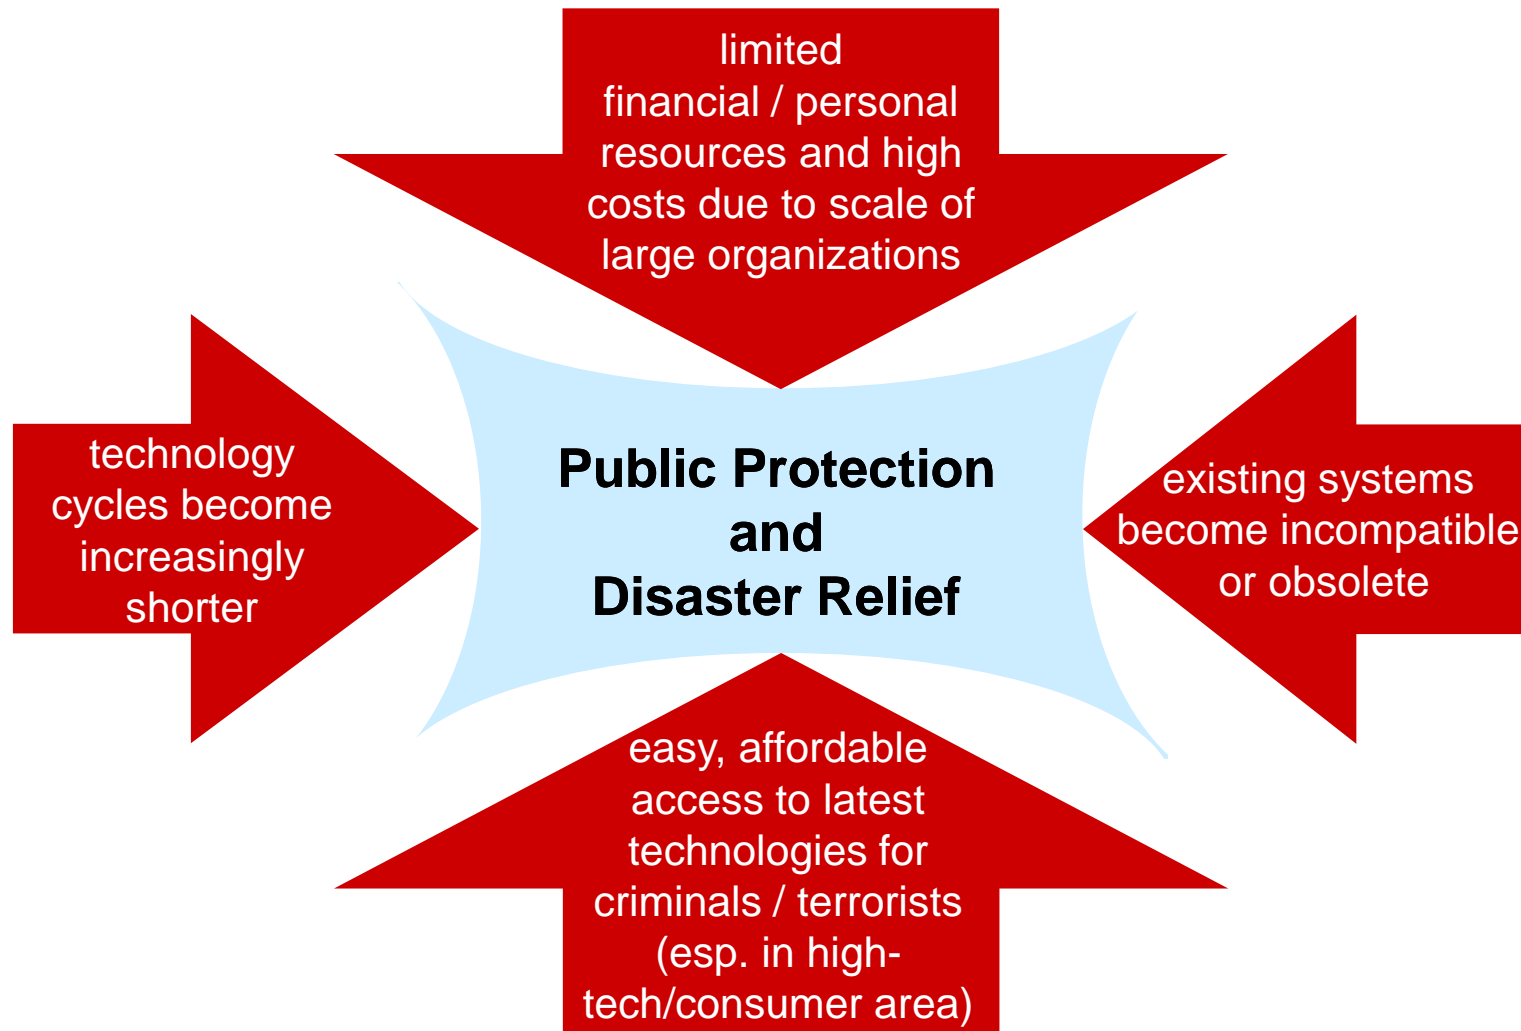 limited
financial / personal
resources and high
costs due to scale of
large organizations
technology
cycles become
increasingly
shorter
Public Protection
and
Disaster Relief
existing systems
become incompatible
or obsolete
easy, affordable
access to latest
technologies for
criminals / terrorists
(esp. in high-
tech/consumer area)